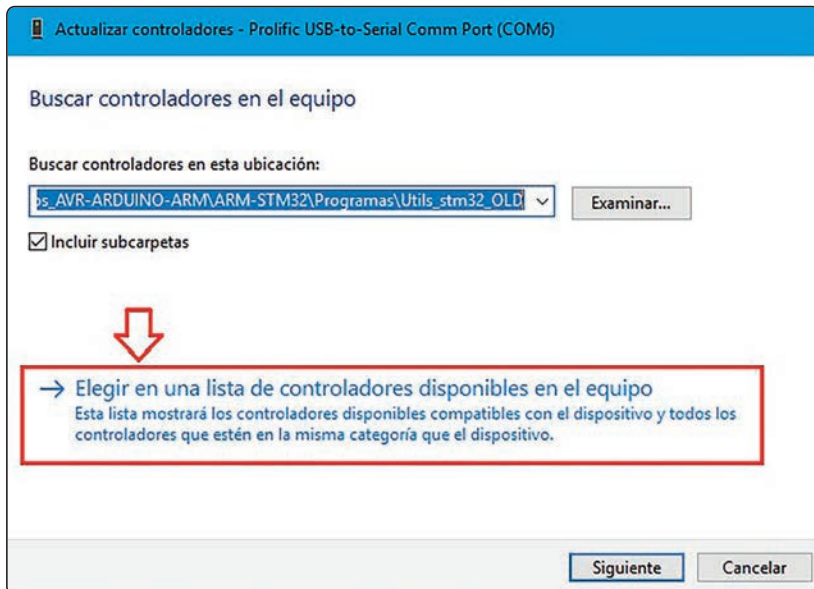 Actualizar controladores - Prolific USB-to-Serial Comm Port (COM6)
Buscar controladores en el equipo
Buscar controladores en esta ubicación:
os_AVR-ARDUINO-ARM\ARM-STM32\Programas\Utils_stm32_OLD
Examinar...
Incluir subcarpetas
Elegir en una lista de controladores disponibles en el equipo
Esta lista mostrará los controladores disponibles compatibles con el dispositivo y todos los
controladores que estén en la misma categoría que el dispositivo.
Siguiente
Cancelar